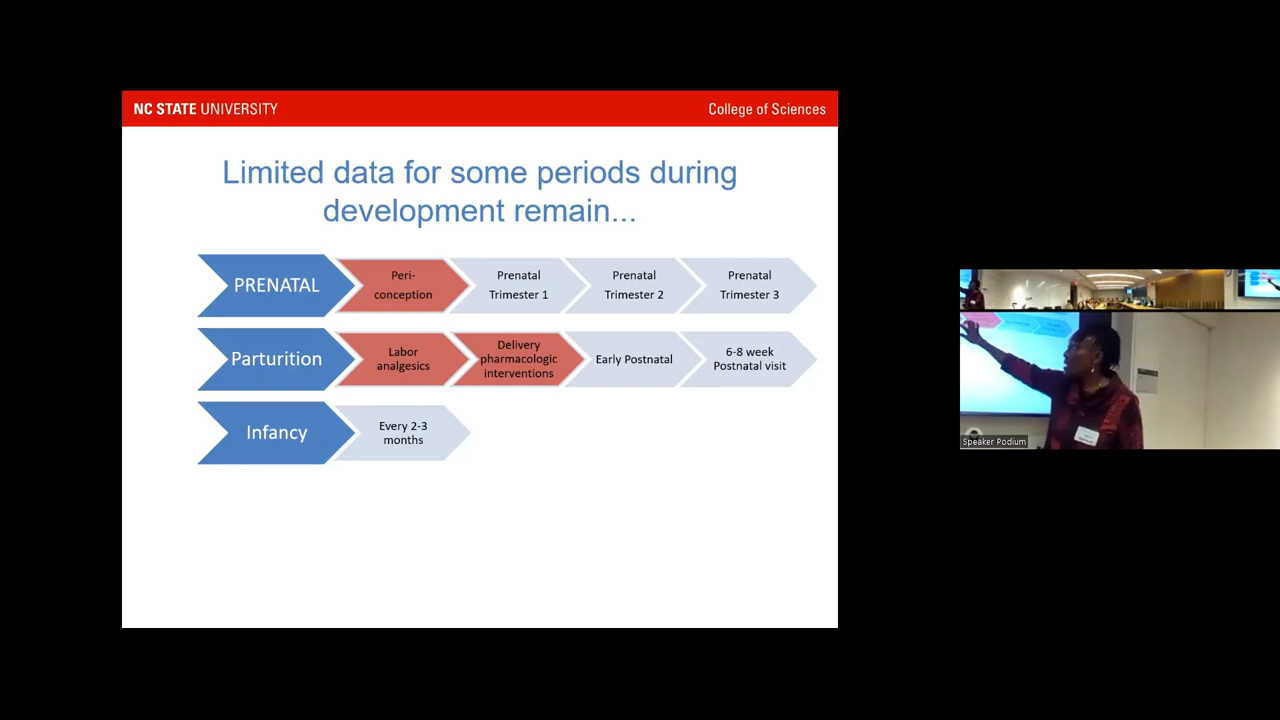 NC STATE UNIVERSITY
College of Sciences
Limited data for some periods during
development remain...
PRENATAL
Peri-
conception
Prenatal
Trimester 1
Prenatal
Trimester 2
Prenatal
Trimester 3
Parturition
Labor
analgesics
Delivery
pharmacologic
interventions
Early Postnatal
6-8 week
Postnatal visit
Infancy
Every 2-3
months
Speaker Podium